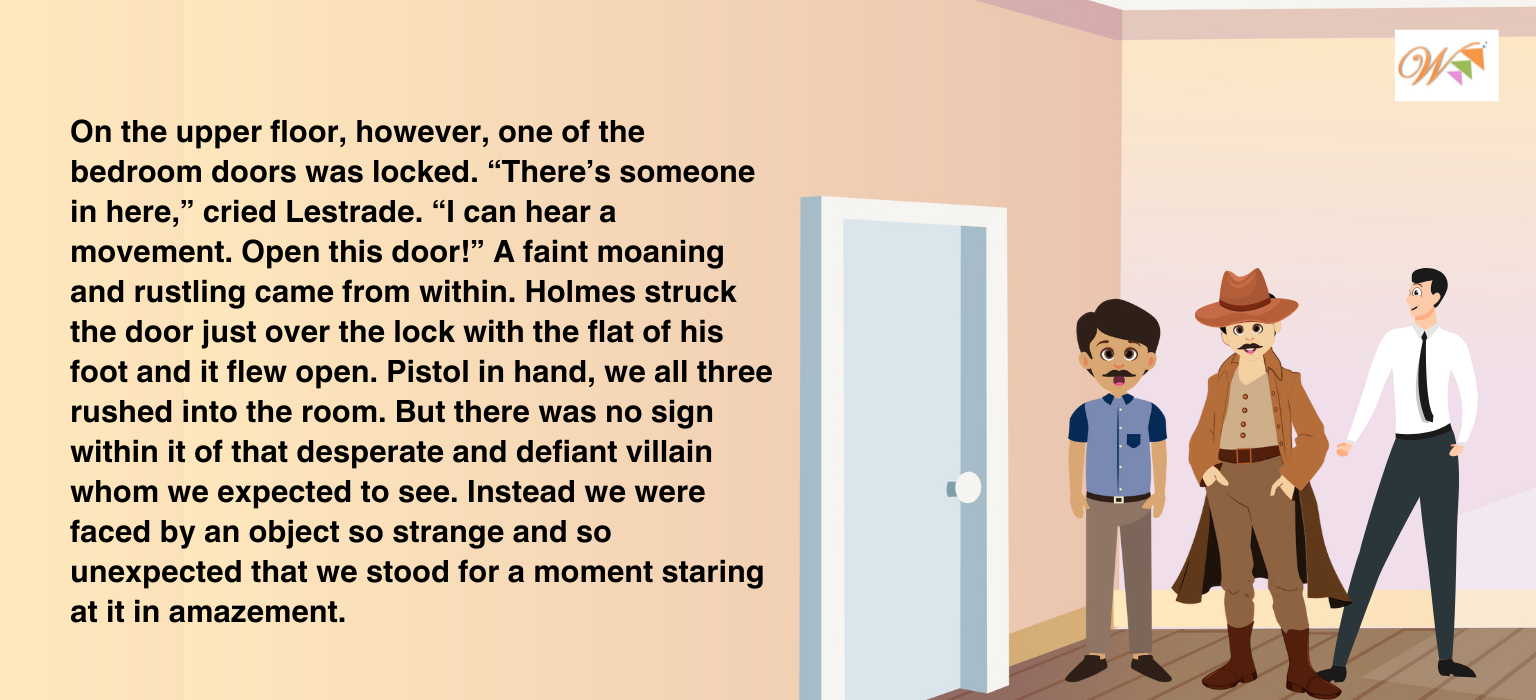 On the upper floor, however, one of the
bedroom doors was locked. “There’s someone
in here,” cried Lestrade. “I can hear a
movement. Open this door!” A faint moaning
and rustling came from within. Holmes struck
the door just over the lock with the flat of his
foot and it flew open. Pistol in hand, we all three
rushed into the room. But there was no sign
within it of that desperate and defiant villain
whom we expected to see. Instead we were
faced by an object so strange and so
unexpected that we stood for a moment staring
at it in amazement.
W